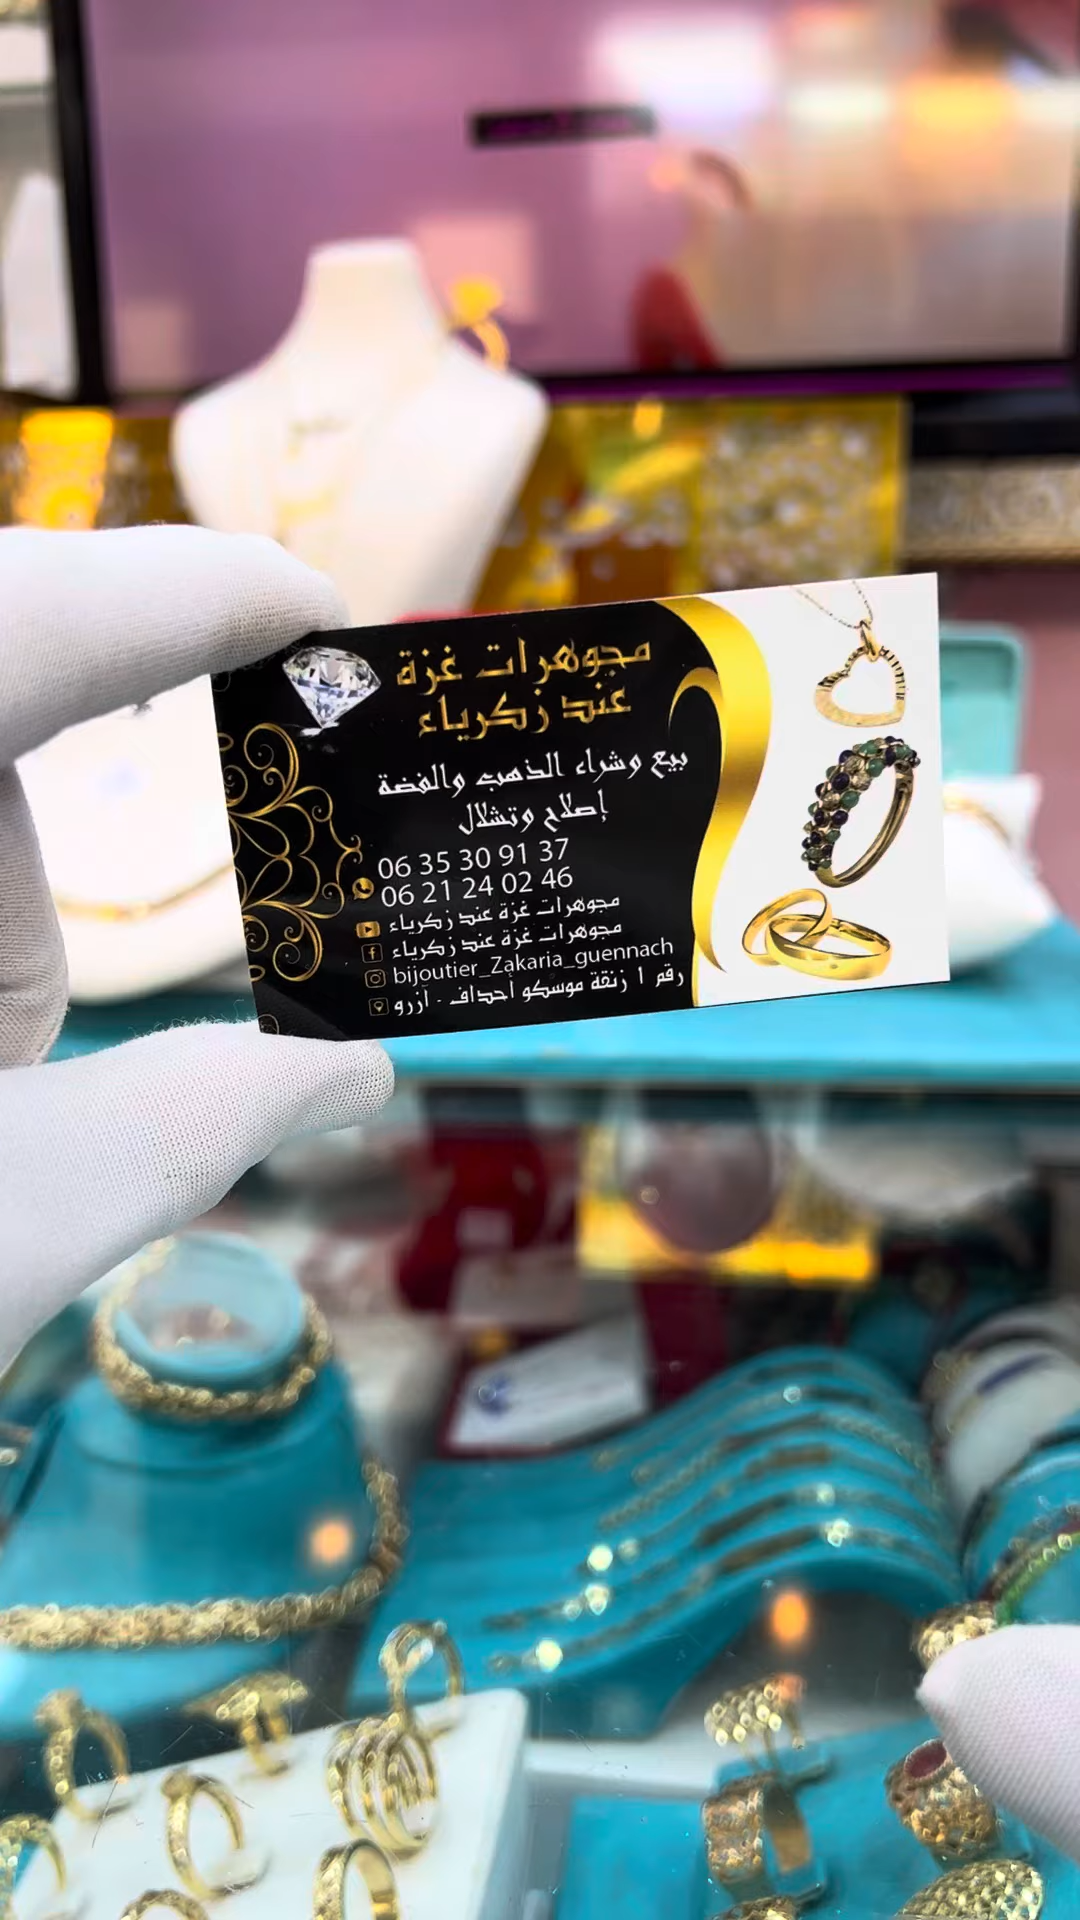 مجوهرات غزة
عند زكرياء
بيع وشراء الذهب والفضة
إصلاح وتشلال
06 35 30 91 37
06 21 24 02 46
مجوهرات غزة عند زكرياء
مجوهرات غزة عند زكرياء
bijoutier_Zakaria_guennach
رقم 1 زنقة موسكو أحداف - آزرو